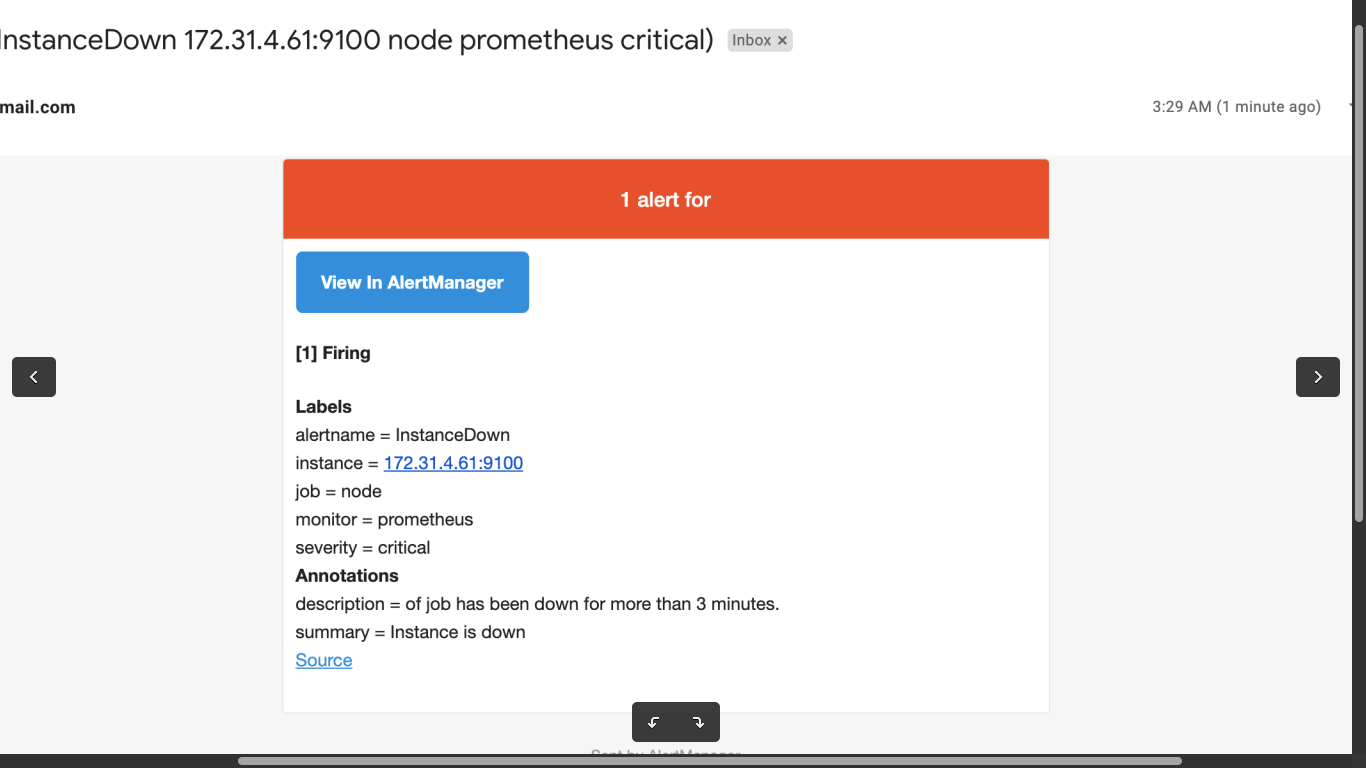 InstanceDown 172.31.4.61:9100 node prometheus critical) Inbox ×
mail.com
3:29 AM (1 minute ago)
1 alert for
View In AlertManager
[1] Firing
Labels
alertname = InstanceDown
instance = 172.31.4.61:9100
job = node
monitor = prometheus
severity = critical
Annotations
description = of job has been down for more than 3 minutes.
summary = Instance is down
Source
Sent by AlertManager